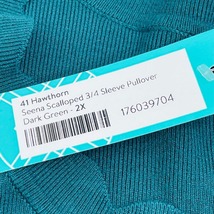 41 Hawthorn
Seena Scalloped 3/4 Sleeve Pullover
Dark Green - 2X
176039704